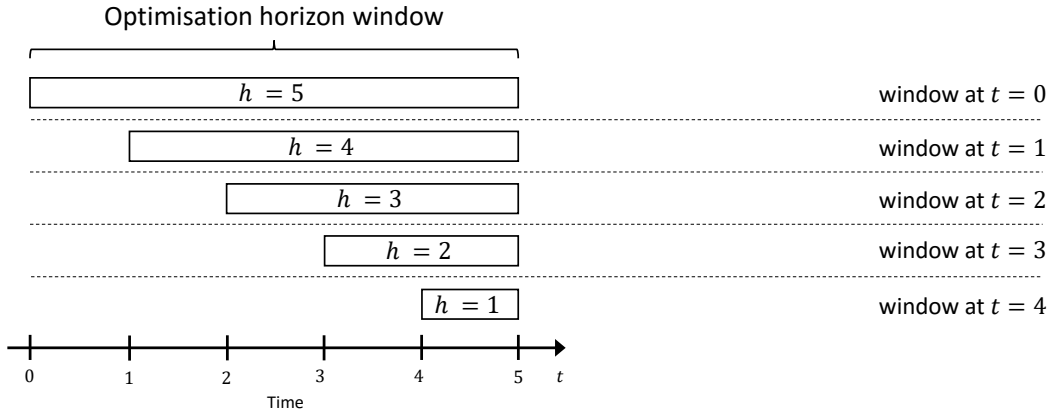 Optimisation horizon window
h = 5 window at t = 0
h = 4 window at t = 1
h = 3 window at t = 2
h = 2 window at t = 3
h = 1 window at t = 4
0 1 2 3 4 5 t
Time